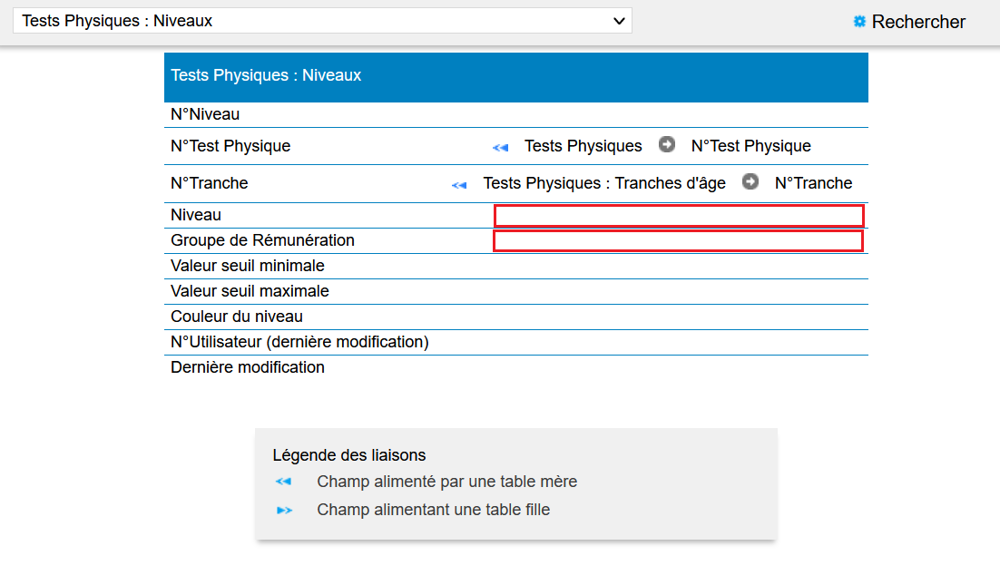 Tests Physiques : Niveaux
Rechercher
Tests Physiques : Niveaux
N°Niveau
N°Test Physique Tests Physiques N°Test Physique
N°Tranche Tests Physiques : Tranches d'âge N°Tranche
Niveau
Groupe de Rémunération
Valeur seuil minimale
Valeur seuil maximale
Couleur du niveau
N°Utilisateur (dernière modification)
Dernière modification
Légende des liaisons
Champ alimenté par une table mère
Champ alimentant une table fille